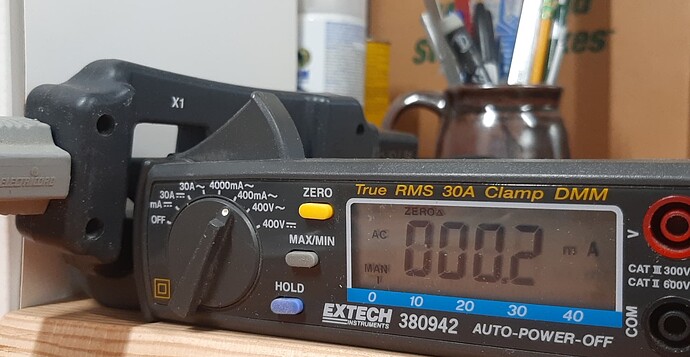 X1
OFF
mA⎓
30A⎓
30A～
4000mA～
400mA～
400V～
400V⎓
ZERO
MAX/MIN
HOLD
True RMS 30A Clamp DMM
ZERO△
AC
000.2 m A
MAN
0 10 20 30 40
EXTECH
INSTRUMENTS
380942 AUTO-POWER-OFF
V
CAT III 300V
CAT II 600V
COM